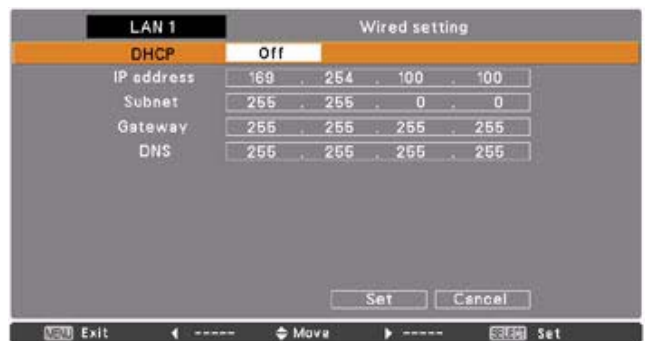 LAN 1 Wired setting
DHCP Off
IP address 169 . 254 . 100 . 100
Subnet 255 . 255 . 0 . 0
Gateway 255 . 255 . 255 . 255
DNS 255 . 255 . 255 . 255
Set Cancel
MENU Exit ◀ ----- ◆ Move ▶ ----- SELECT Set